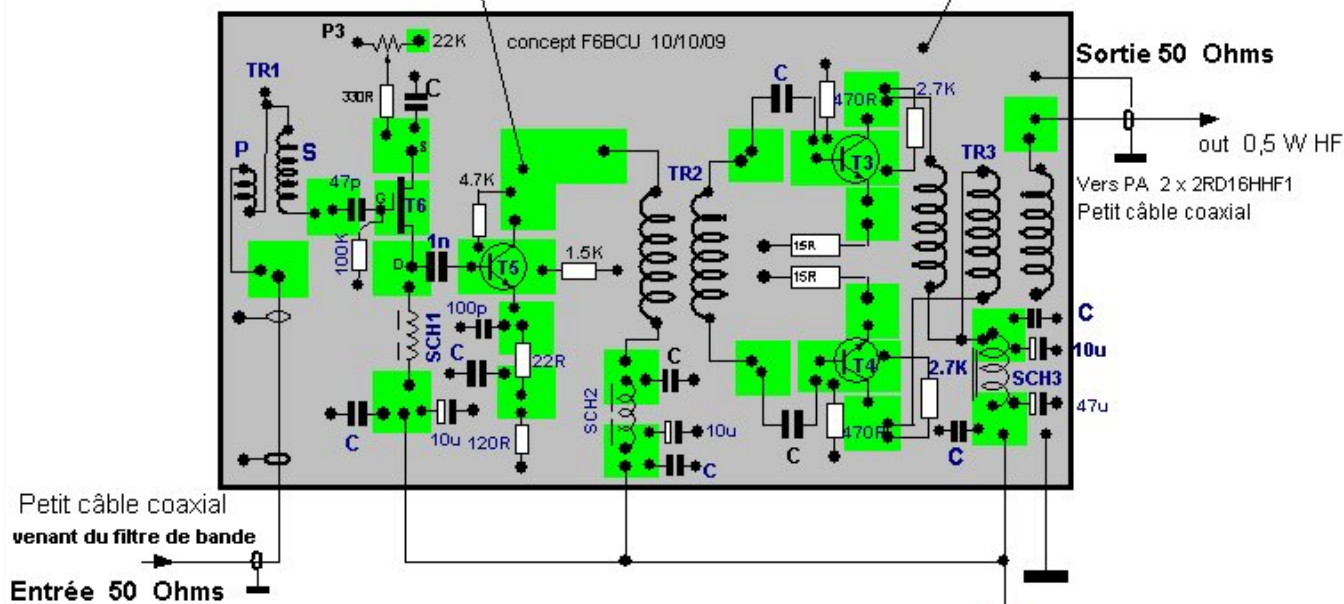 P3
22K
concept F6BCU 10/10/09
TR1
330R
C
P
S
47p
G
S
T6
D
100K
1n
4.7K
T5
1.5K
100p
SCH1
C
22R
C
10u
120R
TR2
SCH2
C
10u
C
C
470R
2.7K
T3
15R
15R
T4
2.7K
470R
C
TR3
C
10u
SCH3
47u
C
Sortie 50 Ohms
out 0,5 W HF
Vers PA 2 x 2RD16HHF1
Petit câble coaxial
Petit câble coaxial
venant du filtre de bande
Entrée 50 Ohms